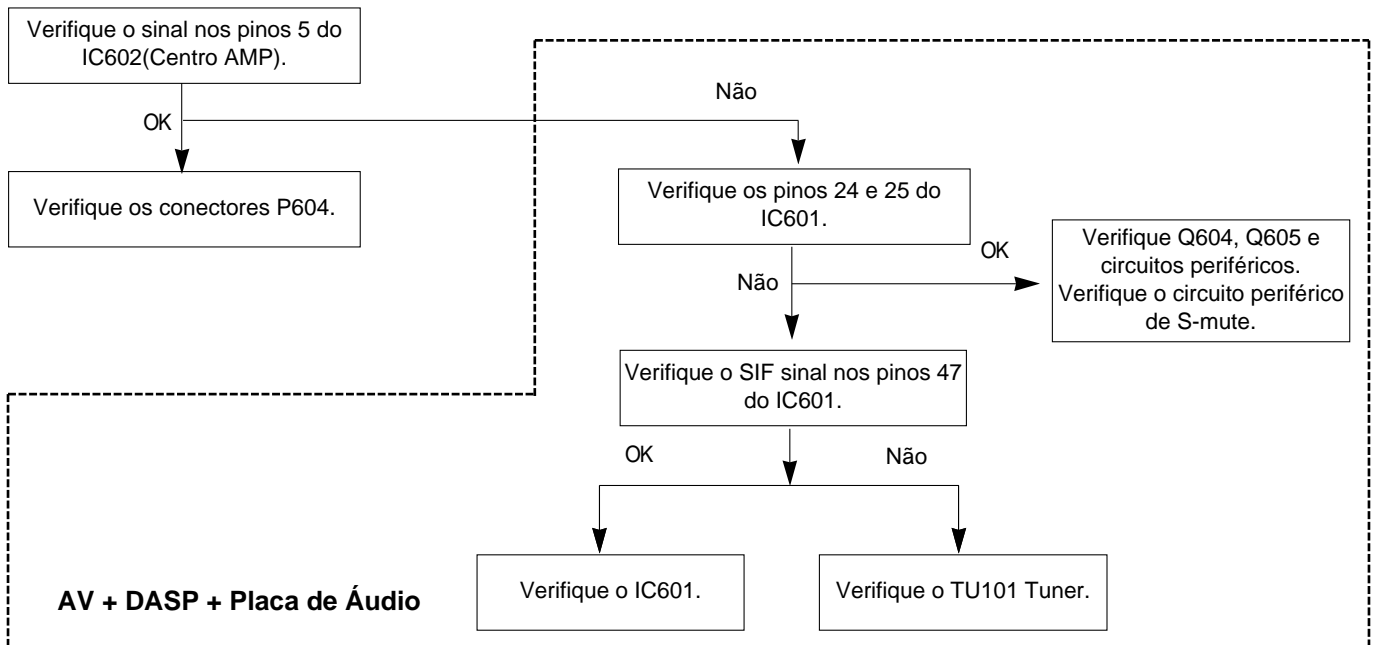 Verifique o sinal nos pinos 5 do
IC602(Centro AMP).
Não
OK
Verifique os conectores P604.
Verifique os pinos 24 e 25 do
IC601.
OK
Não
Verifique Q604, Q605 e
circuitos periféricos.
Verifique o circuito periférico
de S-mute.
Verifique o SIF sinal nos pinos 47
do IC601.
OK
Não
Verifique o IC601.
Verifique o TU101 Tuner.
AV + DASP + Placa de Áudio